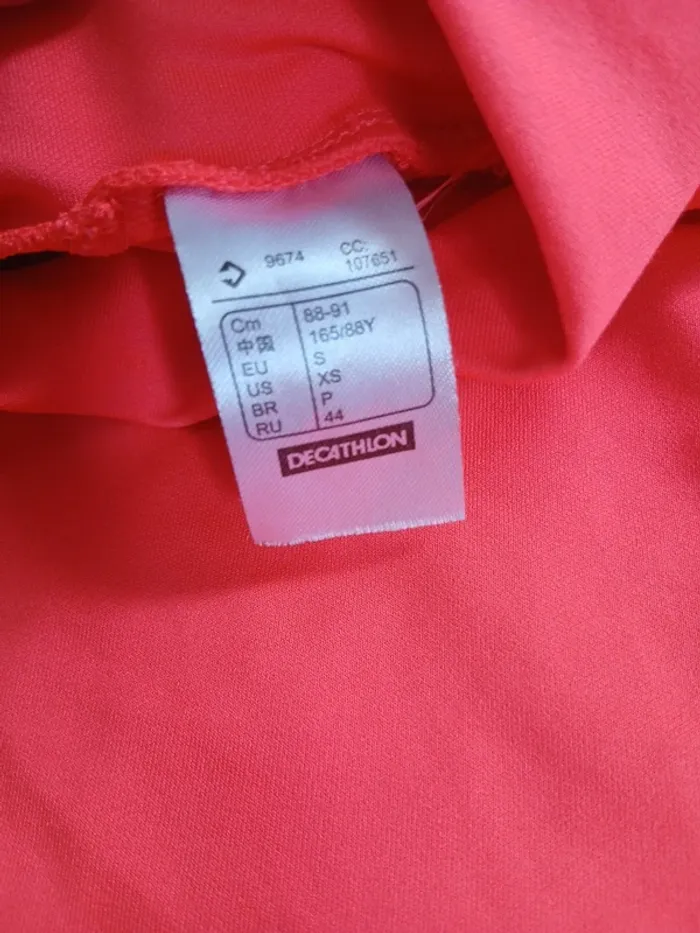 9674 CC:
107651
Cm 88-91
中国 165/88Y
EU S
US XS
BR P
RU 44
DECATHLON